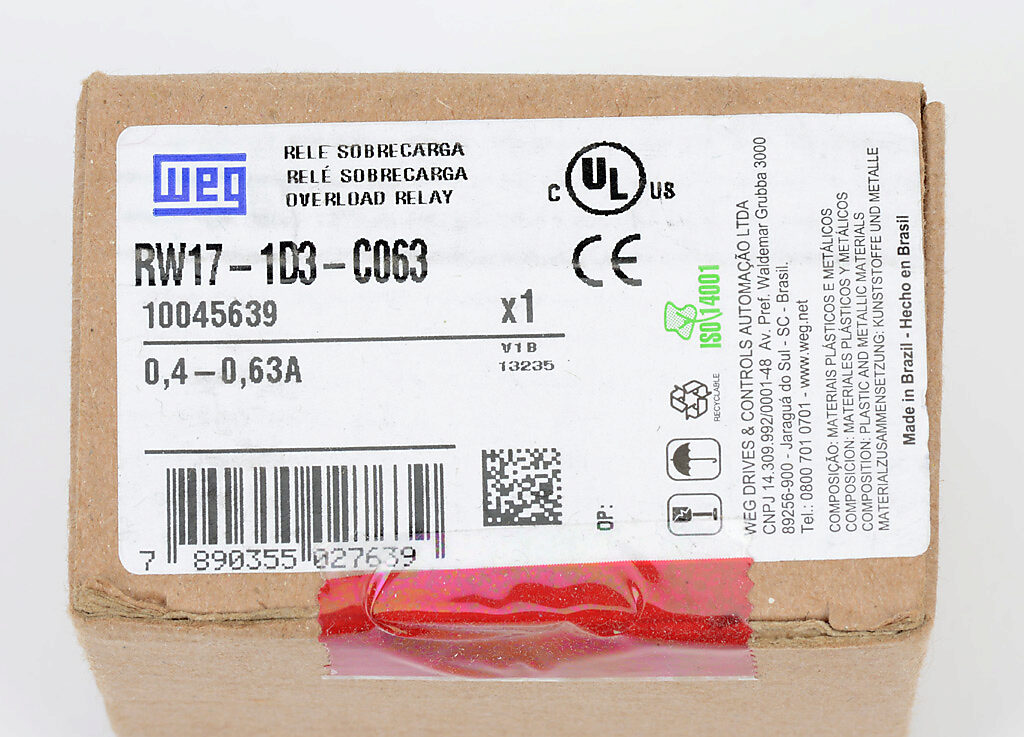 weg
RELE SOBRECARGA
RELÉ SOBRECARGA
OVERLOAD RELAY
C UL US
CE
RW17-1D3-C063
10045639
x1
V1B
13235
0,4-0,63A
7 890355 027639
OP:
ISO 14001
RECYCLABLE
WEG DRIVES & CONTROLS AUTOMAÇÃO LTDA
CNPJ 14.309.992/0001-48 Av. Pref. Waldemar Grubba 3000
89256-900 - Jaraguá do Sul - SC - Brasil
Tel.: 0800 701 0701 - www.weg.net
COMPOSIÇÃO: MATERIAIS PLÁSTICOS E METÁLICOS
COMPOSICION: MATERIALES PLÁSTICOS Y METÁLICOS
COMPOSITION: PLASTIC AND METALLIC MATERIALS
MATERIALZUSAMMENSETZUNG: KUNSTSTOFFE UND METALLE
Made in Brazil - Hecho en Brasil